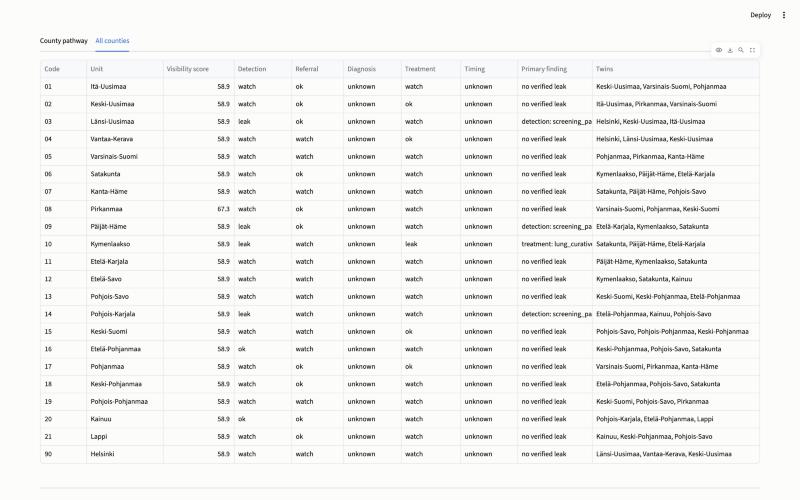 Deploy
County pathway All counties
Code Unit Visibility score Detection Referral Diagnosis Treatment Timing Primary finding Twins
01 Itä-Uusimaa 58.9 watch ok unknown watch unknown no verified leak Keski-Uusimaa, Varsinais-Suomi, Pohjanmaa
02 Keski-Uusimaa 58.9 watch ok unknown ok unknown no verified leak Itä-Uusimaa, Pirkanmaa, Varsinais-Suomi
03 Länsi-Uusimaa 58.9 leak ok unknown watch unknown detection: screening_pa Helsinki, Keski-Uusimaa, Itä-Uusimaa
04 Vantaa-Kerava 58.9 watch watch unknown ok unknown no verified leak Helsinki, Länsi-Uusimaa, Keski-Uusimaa
05 Varsinais-Suomi 58.9 watch watch unknown watch unknown no verified leak Pohjanmaa, Pirkanmaa, Kanta-Häme
06 Satakunta 58.9 watch ok unknown watch unknown no verified leak Kymenlaakso, Päijät-Häme, Etelä-Karjala
07 Kanta-Häme 58.9 watch watch unknown watch unknown no verified leak Satakunta, Päijät-Häme, Pohjois-Savo
08 Pirkanmaa 67.3 watch ok unknown watch unknown no verified leak Varsinais-Suomi, Pohjanmaa, Keski-Suomi
09 Päijät-Häme 58.9 leak ok unknown watch unknown detection: screening_pa Etelä-Karjala, Kymenlaakso, Satakunta
10 Kymenlaakso 58.9 leak watch unknown leak unknown treatment: lung_curative Satakunta, Päijät-Häme, Etelä-Karjala
11 Etelä-Karjala 58.9 watch watch unknown watch unknown no verified leak Päijät-Häme, Kymenlaakso, Satakunta
12 Etelä-Savo 58.9 watch watch unknown watch unknown no verified leak Kymenlaakso, Satakunta, Kainuu
13 Pohjois-Savo 58.9 watch watch unknown watch unknown no verified leak Keski-Suomi, Keski-Pohjanmaa, Etelä-Pohjanmaa
14 Pohjois-Karjala 58.9 leak watch unknown watch unknown detection: screening_pa Etelä-Pohjanmaa, Kainuu, Pohjois-Savo
15 Keski-Suomi 58.9 watch watch unknown ok unknown no verified leak Pohjois-Savo, Pohjois-Pohjanmaa, Keski-Pohjanmaa
16 Etelä-Pohjanmaa 58.9 ok watch unknown watch unknown no verified leak Keski-Pohjanmaa, Pohjois-Savo, Satakunta
17 Pohjanmaa 58.9 watch ok unknown ok unknown no verified leak Varsinais-Suomi, Pirkanmaa, Kanta-Häme
18 Keski-Pohjanmaa 58.9 watch ok unknown watch unknown no verified leak Etelä-Pohjanmaa, Pohjois-Savo, Satakunta
19 Pohjois-Pohjanmaa 58.9 watch watch unknown watch unknown no verified leak Keski-Suomi, Pohjois-Savo, Pirkanmaa
20 Kainuu 58.9 ok ok unknown watch unknown no verified leak Pohjois-Karjala, Etelä-Pohjanmaa, Lappi
21 Lappi 58.9 watch ok unknown watch unknown no verified leak Kainuu, Keski-Pohjanmaa, Pohjois-Savo
90 Helsinki 58.9 watch watch unknown watch unknown no verified leak Länsi-Uusimaa, Vantaa-Kerava, Keski-Uusimaa